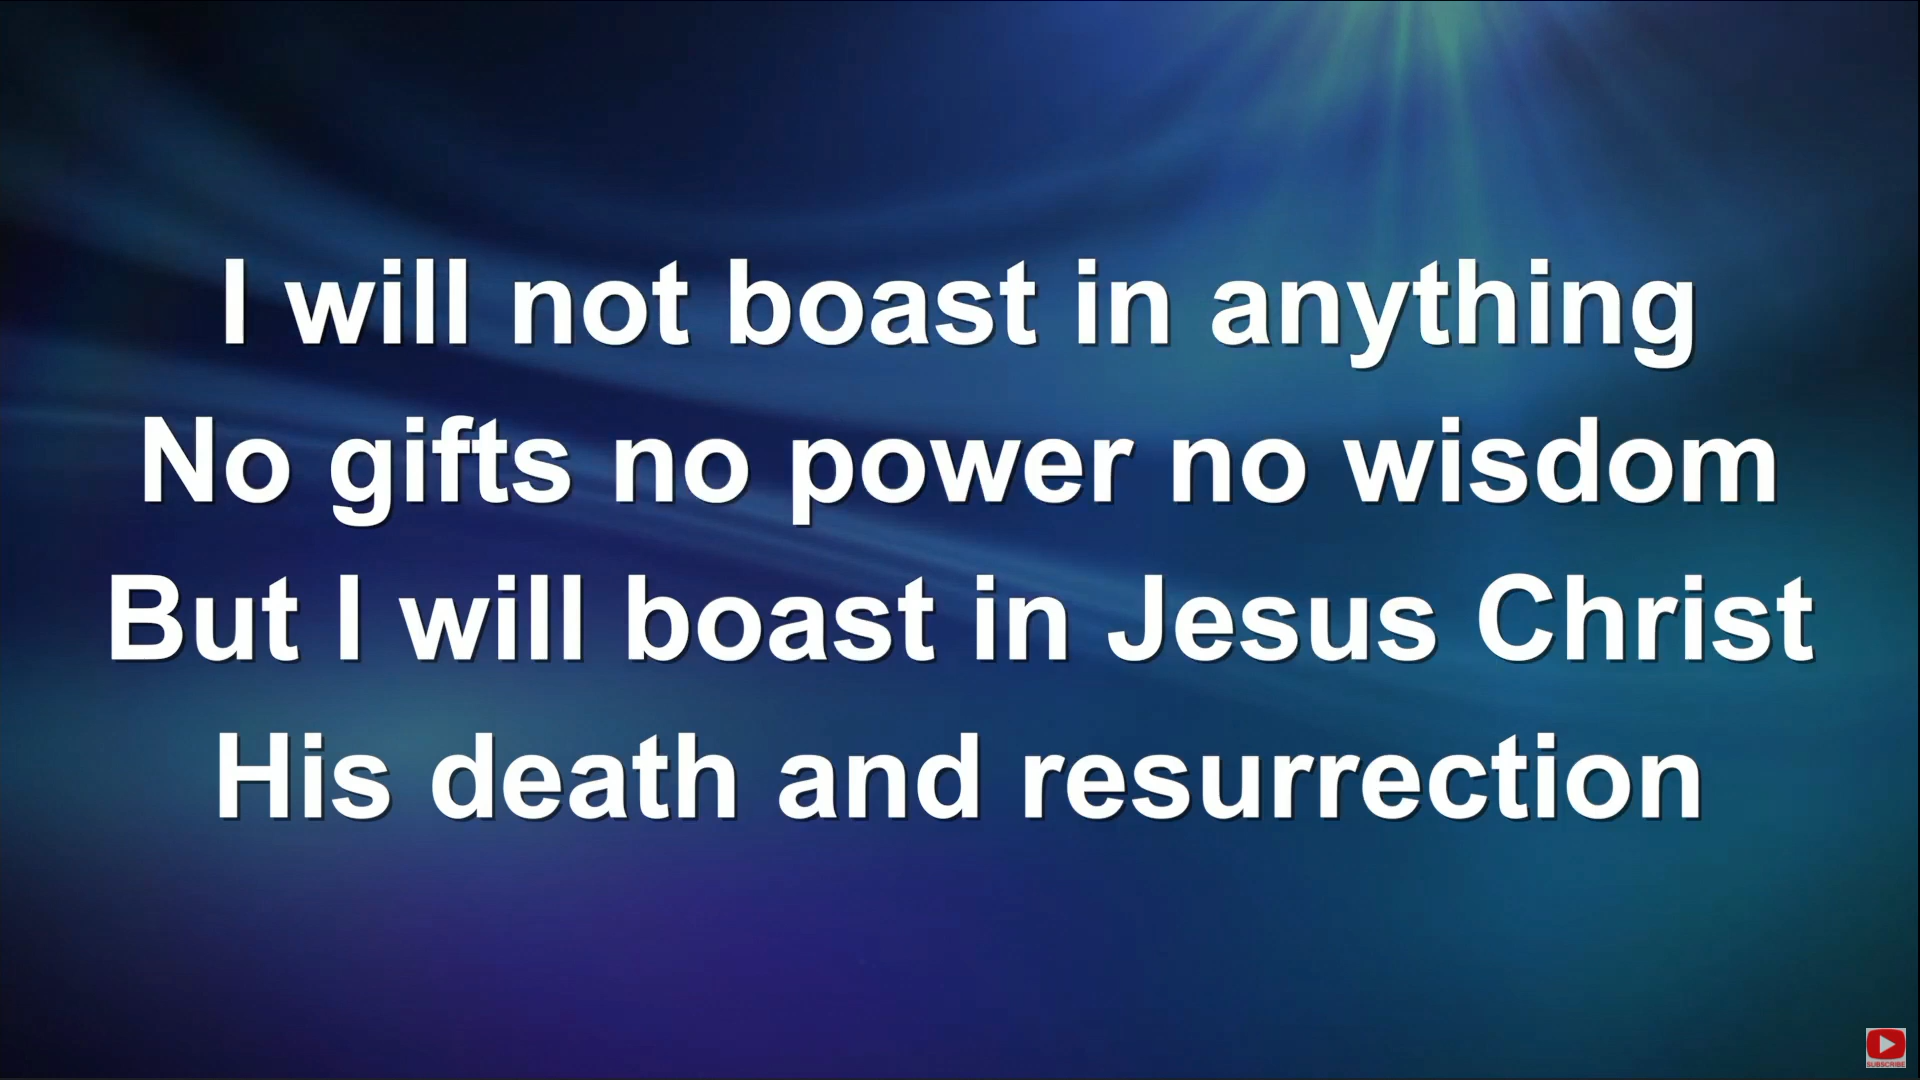 I will not boast in anything
No gifts no power no wisdom
But I will boast in Jesus Christ
His death and resurrection
SUBSCRIBE